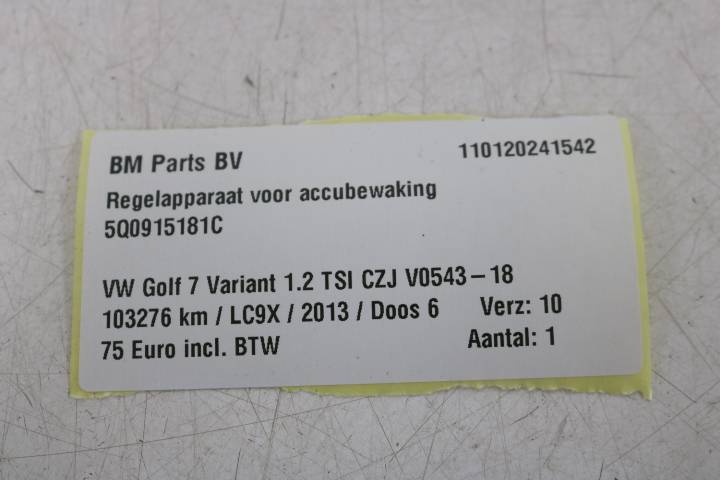 BM Parts BV 110120241542
Regelapparaat voor accubewaking
5Q0915181C
VW Golf 7 Variant 1.2 TSI CZJ V0543-18
103276 km / LC9X / 2013 / Doos 6 Verz: 10
75 Euro incl. BTW Aantal: 1